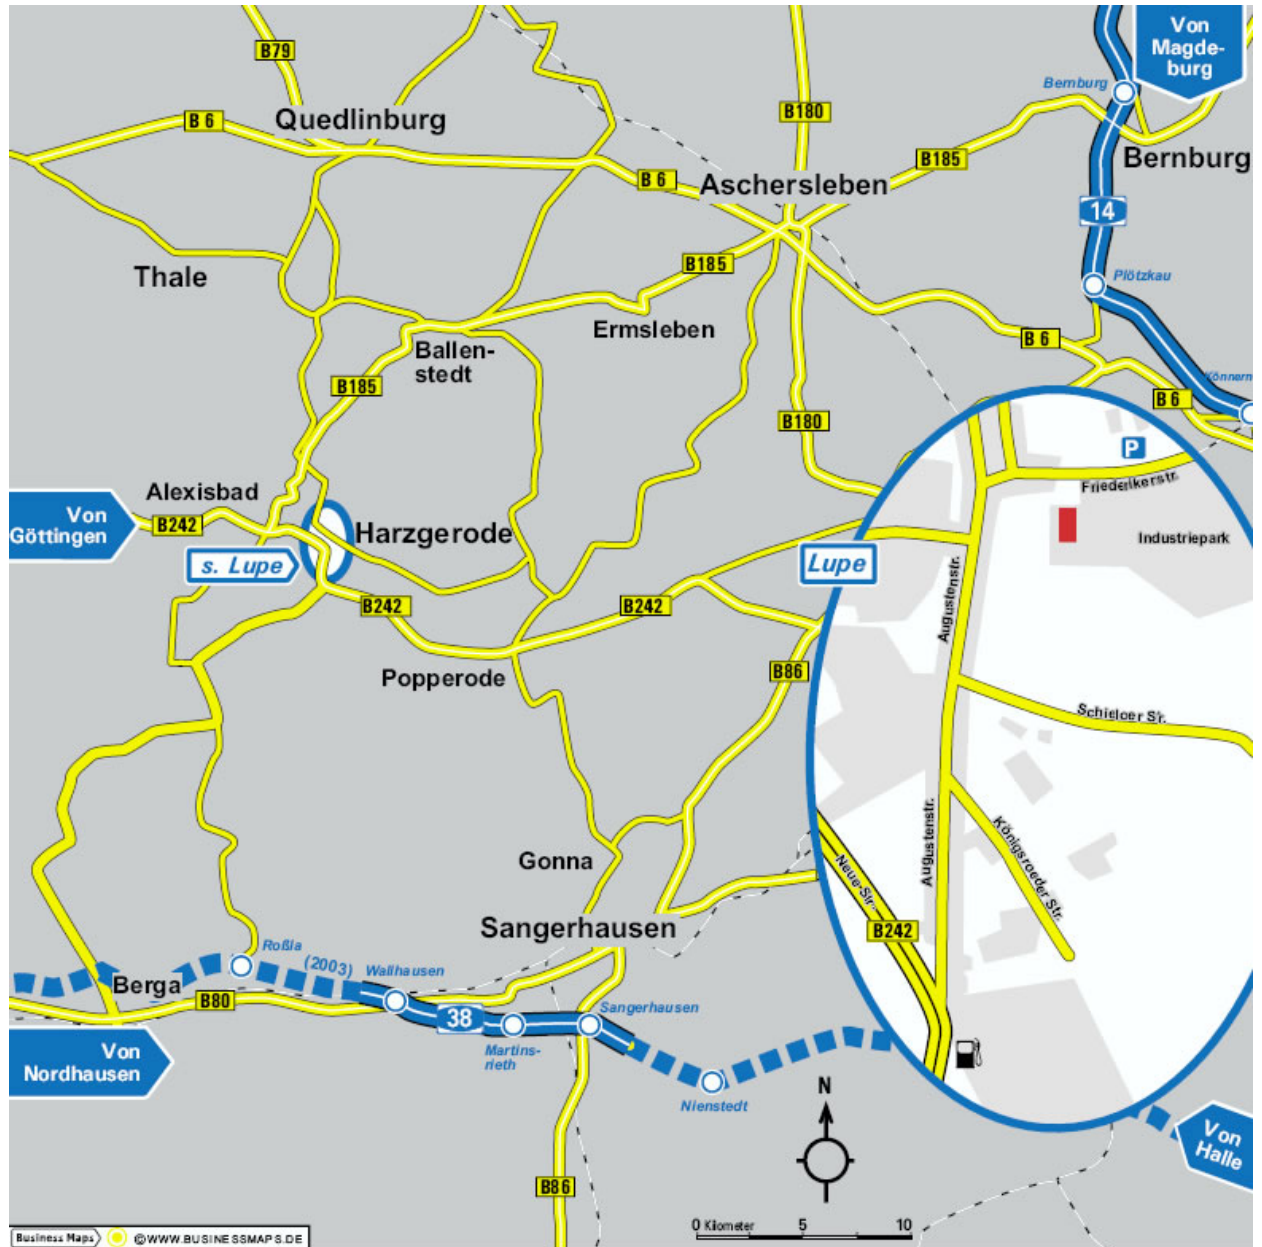 B79
B 6
Quedlinburg
B180
B185
Bernburg
Von
Magde-
burg
Bernburg
B 6
Aschersleben
14
Thale
B185
Plötzkau
Ermsleben
B 6
Ballen-
stedt
B185
Könnern
B 6
B180
P
Friederikerstr.
Alexisbad
Von
Göttingen
B242
Harzgerode
s. Lupe
Industriepark
Lupe
Augustenstr.
B242
B242
Popperode
B86
Schieloer Str.
Augustenstr.
Königsroeder Str.
Gonna
Neue-Str.
B242
Sangerhausen
Roßla
(2003)
Wallhausen
Berga
B80
38
Sangerhausen
Martins-
rieth
Von
Nordhausen
Nienstedt
N
Von
Halle
B86
0 Kilometer 5 10
Business Maps
©WWW.BUSINESSMAPS.DE